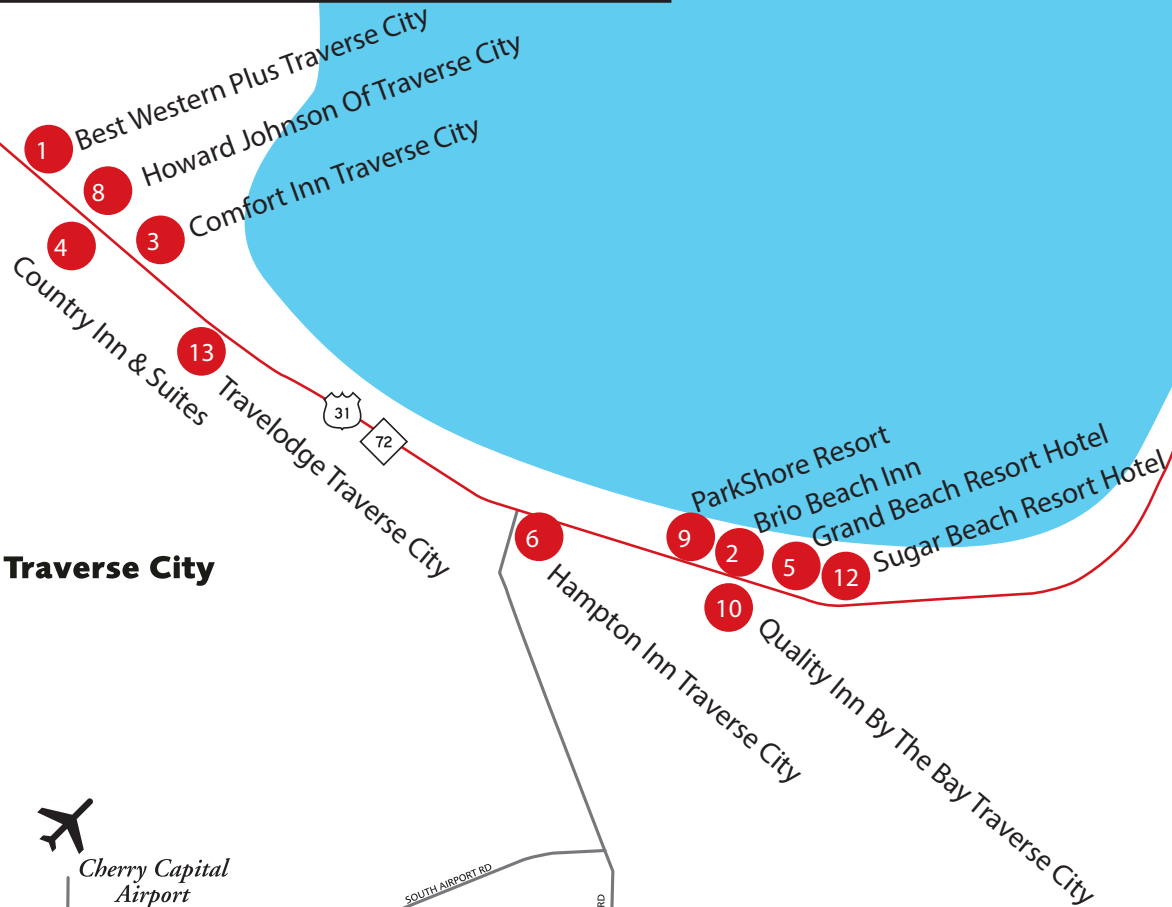 Best Western Plus Traverse City
1
Howard Johnson Of Traverse City
8
Comfort Inn Traverse City
3
4
Country Inn & Suites
13
Travelodge Traverse City
31
72
ParkShore Resort
9
Brio Beach Inn
2
Grand Beach Resort Hotel
5
Sugar Beach Resort Hotel
12
6
Hampton Inn Traverse City
10
Quality Inn By The Bay Traverse City
Traverse City
Cherry Capital
Airport
SOUTH AIRPORT RD
RD